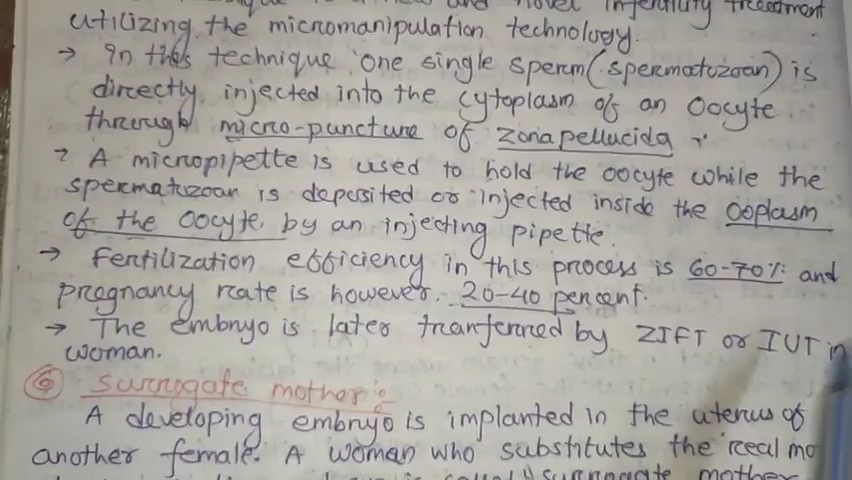 novel infertility treatment
utilizing the micromanipulation technology.
→ In this technique one single sperm (spermatozoan) is
directly injected into the cytoplasm of an Oocyte
through micro-puncture of zona pellucida.
→ A micropipette is used to hold the oocyte while the
spermatozoan is deposited or injected inside the Ooplasm
of the oocyte, by an injecting pipette.
→ Fertilization efficiency in this process is 60-70% and
pregnancy rate is however 20-40 percent.
→ The embryo is later tranferred by ZIFT or IUT in
woman.
⑥ Surrogate mother:
A developing embryo is implanted in the uterus of
another female. A woman who substitutes the real mo
surrogate mother